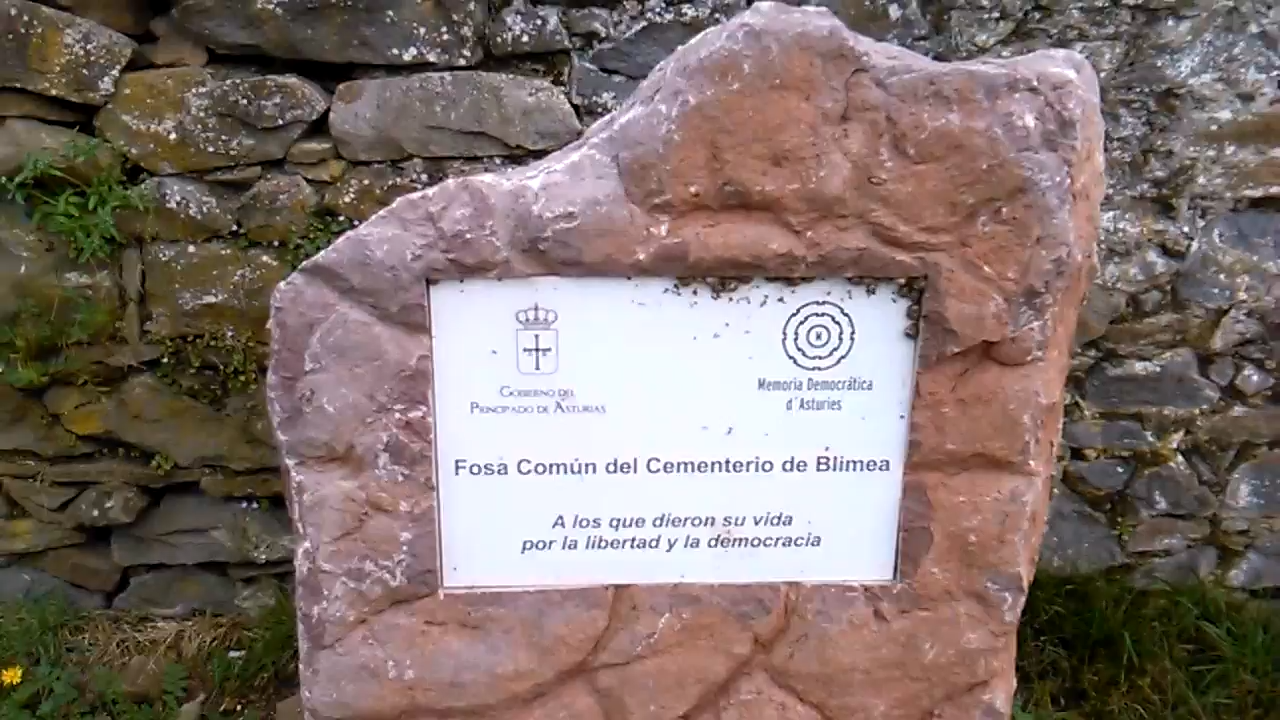 GOBIERNO DEL
PRINCIPADO DE ASTURIAS
Memoria Democrática
d'Asturies
Fosa Común del Cementerio de Blimea
A los que dieron su vida
por la libertad y la democracia